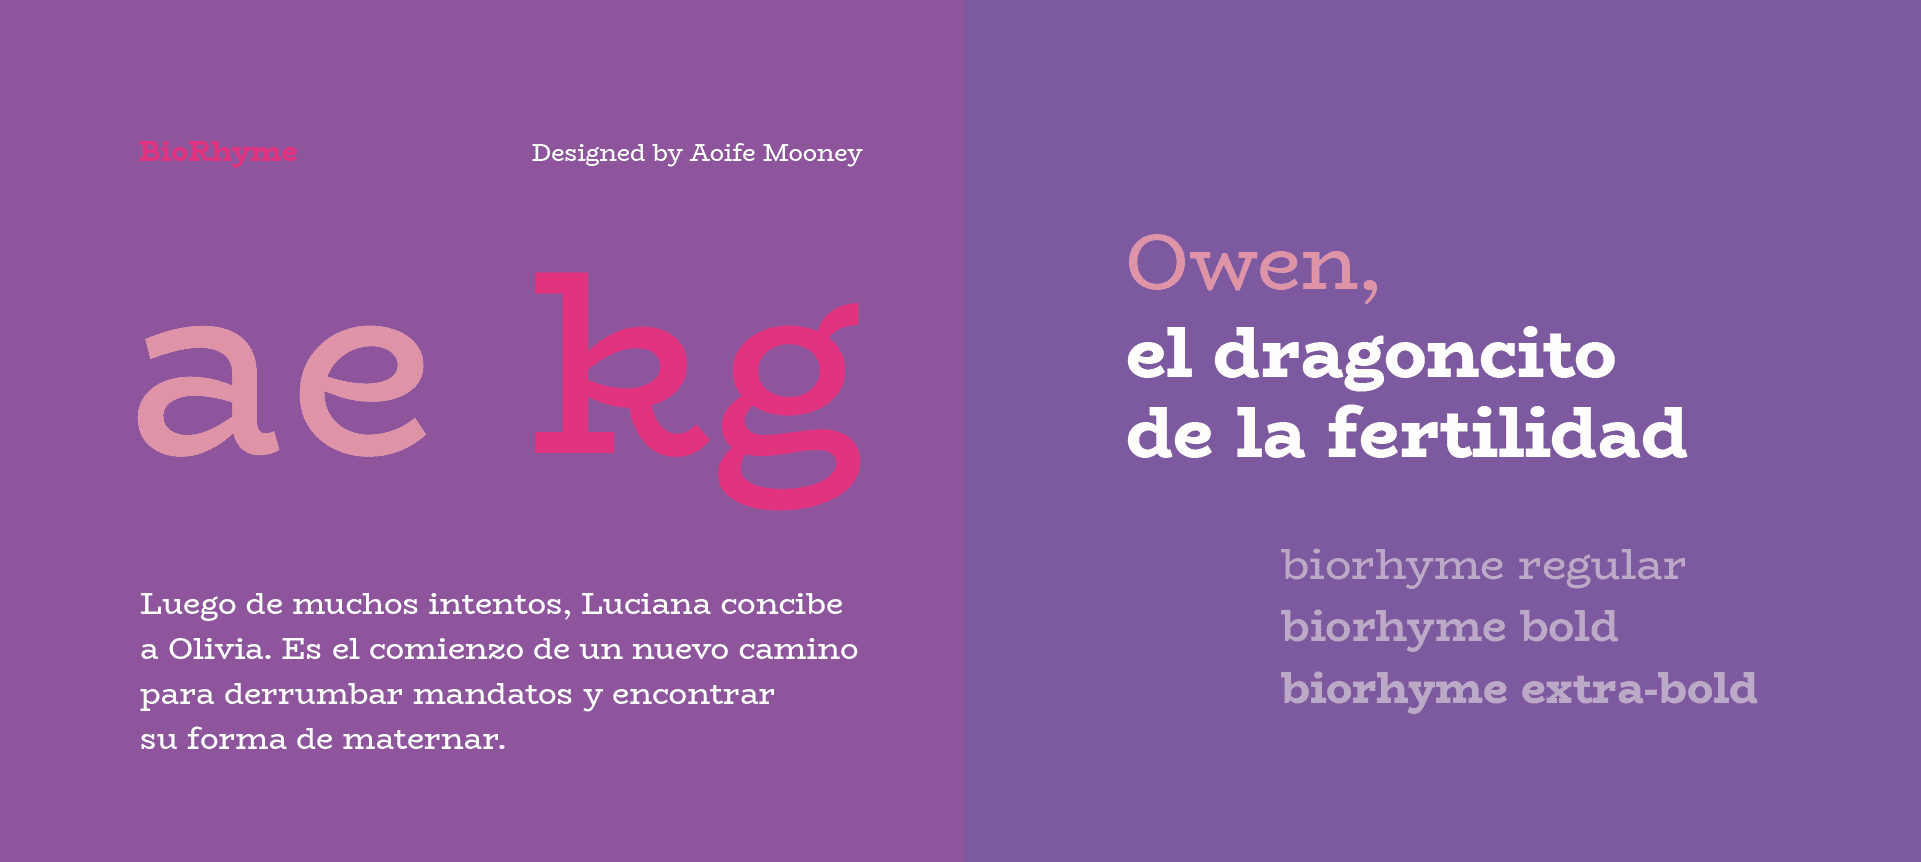 BioRhyme
Designed by Aoife Mooney
ae kg
Luego de muchos intentos, Luciana concibe
a Olivia. Es el comienzo de un nuevo camino
para derrumbar mandatos y encontrar
su forma de maternar.
Owen,
el dragoncito
de la fertilidad
biorhyme regular
biorhyme bold
biorhyme extra-bold